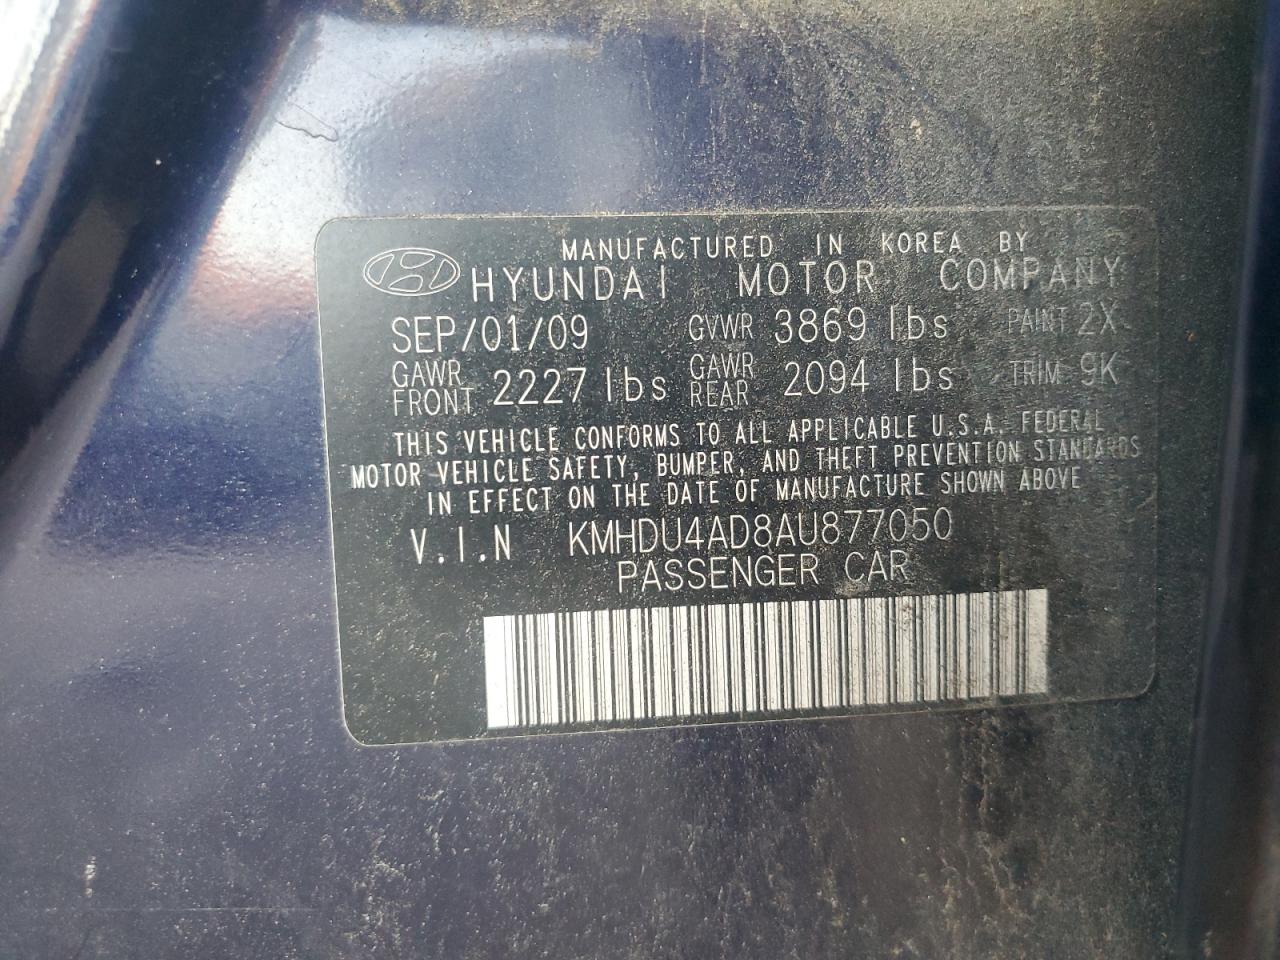 MANUFACTURED IN KOREA BY
HYUNDAI MOTOR COMPANY
SEP/01/09 GVWR 3869 lbs PAINT 2X
GAWR FRONT 2227 lbs GAWR REAR 2094 lbs TRIM 9K
THIS VEHICLE CONFORMS TO ALL APPLICABLE U.S.A. FEDERAL
MOTOR VEHICLE SAFETY, BUMPER, AND THEFT PREVENTION STANDARDS
IN EFFECT ON THE DATE OF MANUFACTURE SHOWN ABOVE
V.I.N KMHDU4AD8AU877050
PASSENGER CAR